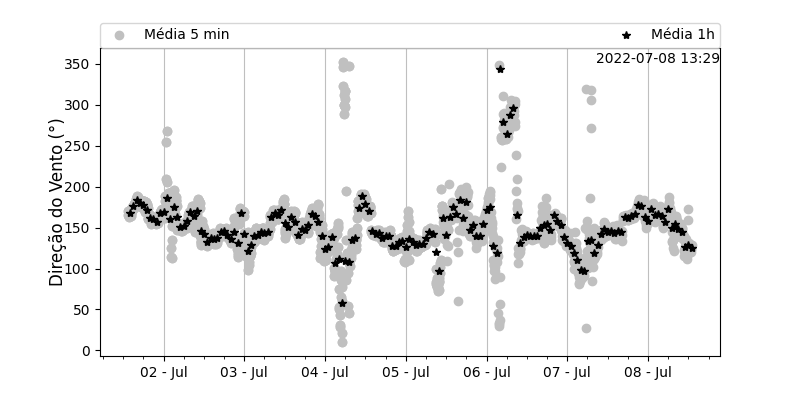 Média 5 min
Média 1h
2022-07-08 13:29
Direção do Vento (°)
350
300
250
200
150
100
50
0
02 - Jul
03 - Jul
04 - Jul
05 - Jul
06 - Jul
07 - Jul
08 - Jul